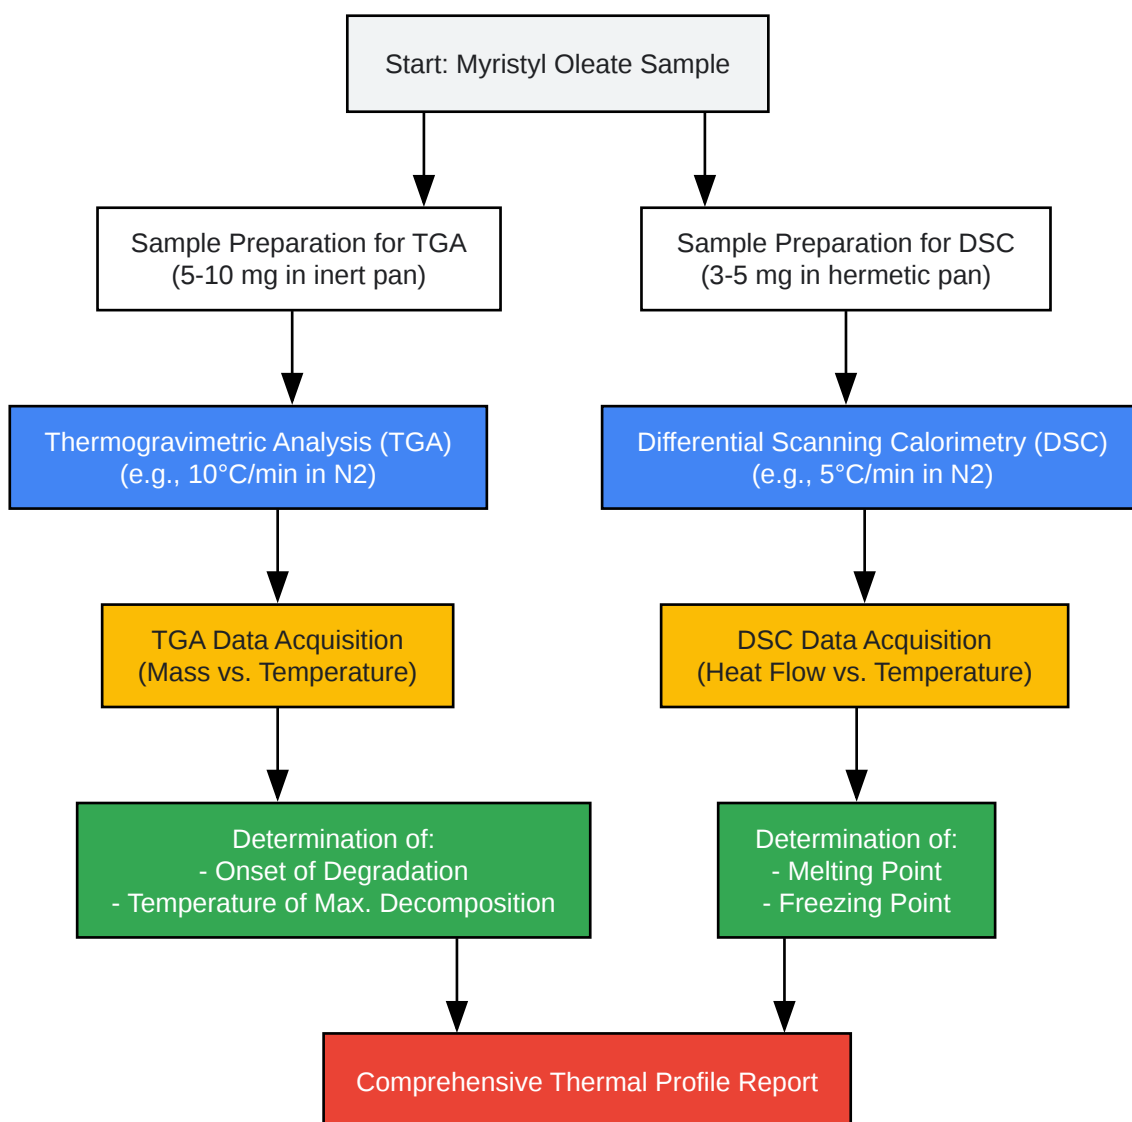 Start: Myristyl Oleate Sample
Sample Preparation for TGA
(5-10 mg in inert pan)
Sample Preparation for DSC
(3-5 mg in hermetic pan)
Thermogravimetric Analysis (TGA)
(e.g., 10°C/min in N2)
Differential Scanning Calorimetry (DSC)
(e.g., 5°C/min in N2)
TGA Data Acquisition
(Mass vs. Temperature)
DSC Data Acquisition
(Heat Flow vs. Temperature)
Determination of:
- Onset of Degradation
- Temperature of Max. Decomposition
Determination of:
- Melting Point
- Freezing Point
Comprehensive Thermal Profile Report